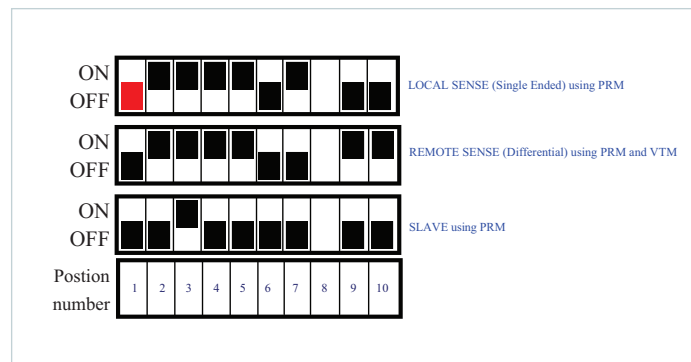 ON
OFF
LOCAL SENSE (Single Ended) using PRM
ON
OFF
REMOTE SENSE (Differential) using PRM and VTM
ON
OFF
SLAVE using PRM
Postion
number
1 2 3 4 5 6 7 8 9 10